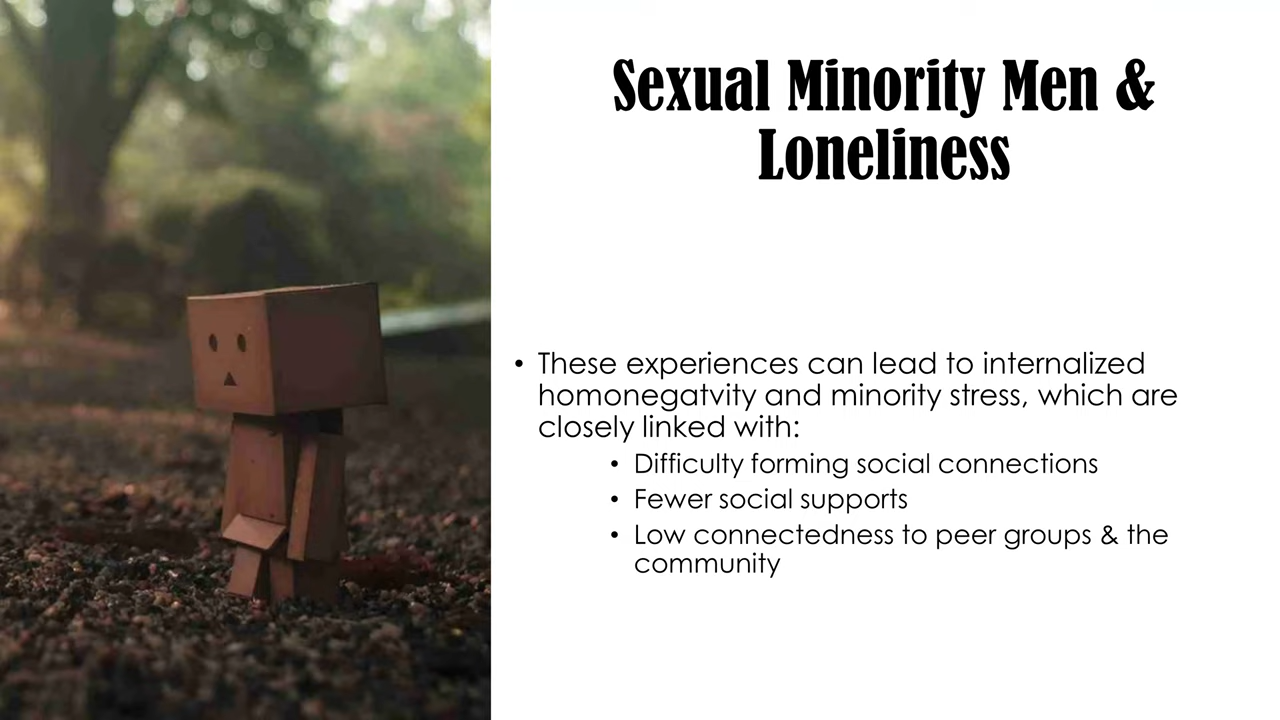 Sexual Minority Men &
Loneliness
• These experiences can lead to internalized
homonegatvity and minority stress, which are
closely linked with:
• Difficulty forming social connections
• Fewer social supports
• Low connectedness to peer groups & the
community